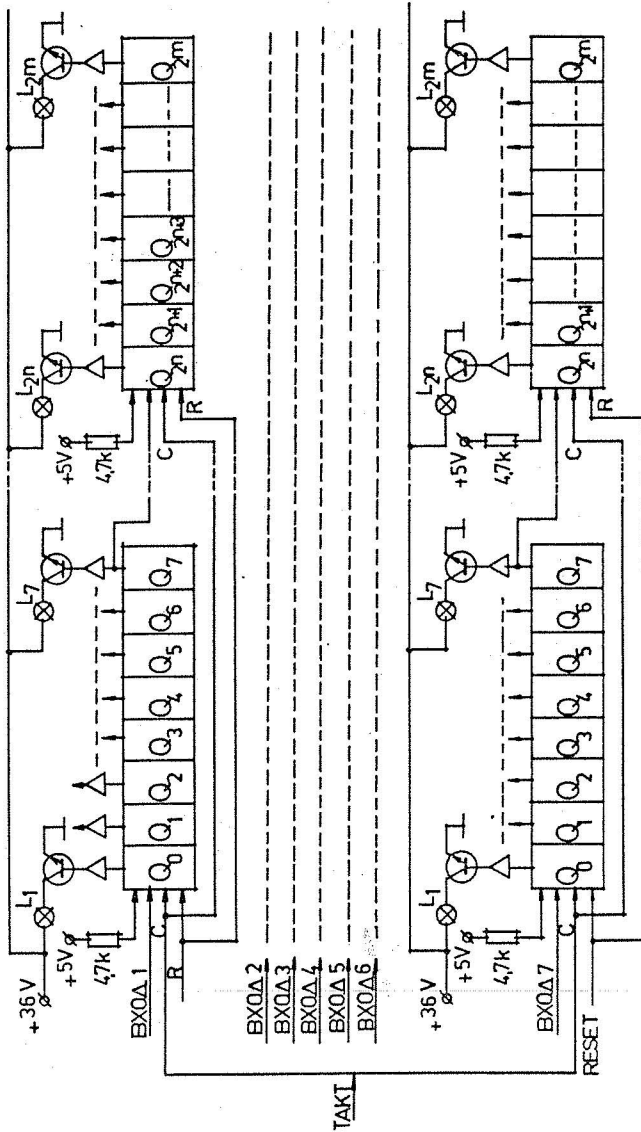 L₁ L₇ L₂ₙ L₂ₘ
+36V
+5V +5V
4,7k 4,7k
ВХОД 1
C C
R R
Q₀ Q₁ Q₂ Q₃ Q₄ Q₅ Q₆ Q₇ Q₂ₙ Q₂ₙ₊₁ Q₂ₙ₊₂ Q₂ₙ₊₃ Q₂ₘ
ВХОД 2
ВХОД 3
ВХОД 4
ВХОД 5
ВХОД 6
TAKT
L₁ L₇ L₂ₙ L₂ₘ
+36V
+5V +5V
4,7k 4,7k
ВХОД 7
C C
R
RESET
Q₀ Q₁ Q₂ Q₃ Q₄ Q₅ Q₆ Q₇ Q₂ₙ Q₂ₙ₊₁ Q₂ₘ